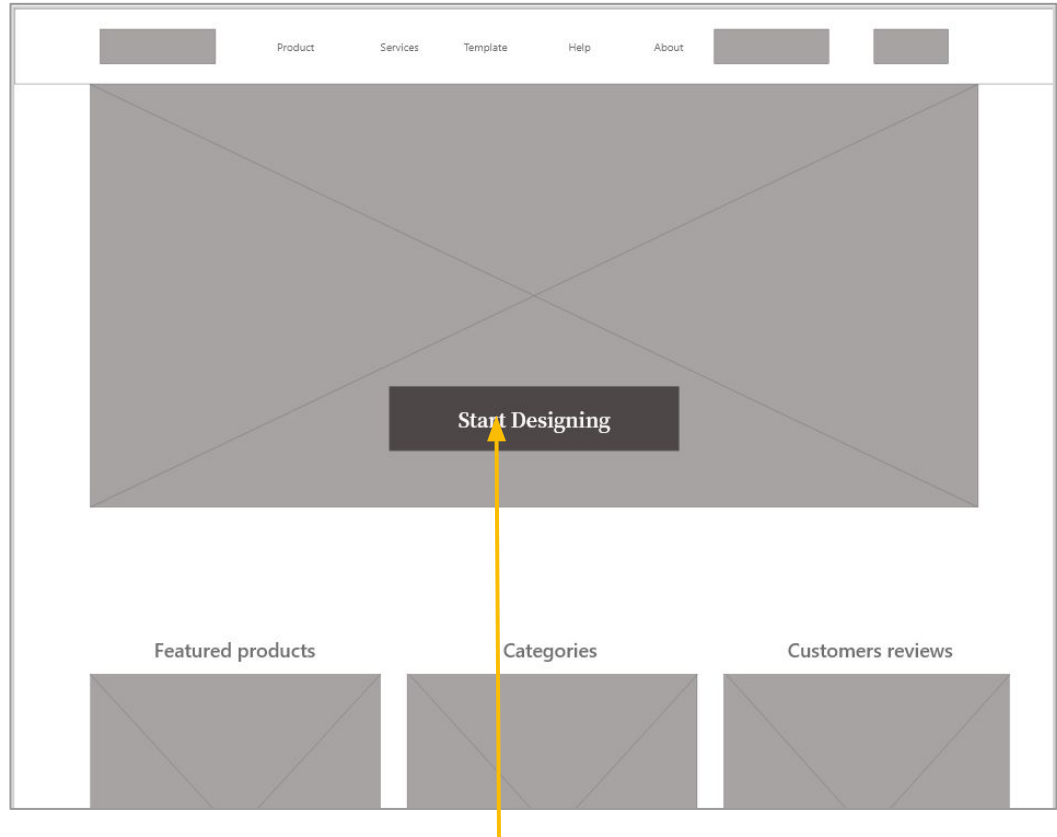 Product Services Template Help About
Start Designing
Featured products Categories Customers reviews